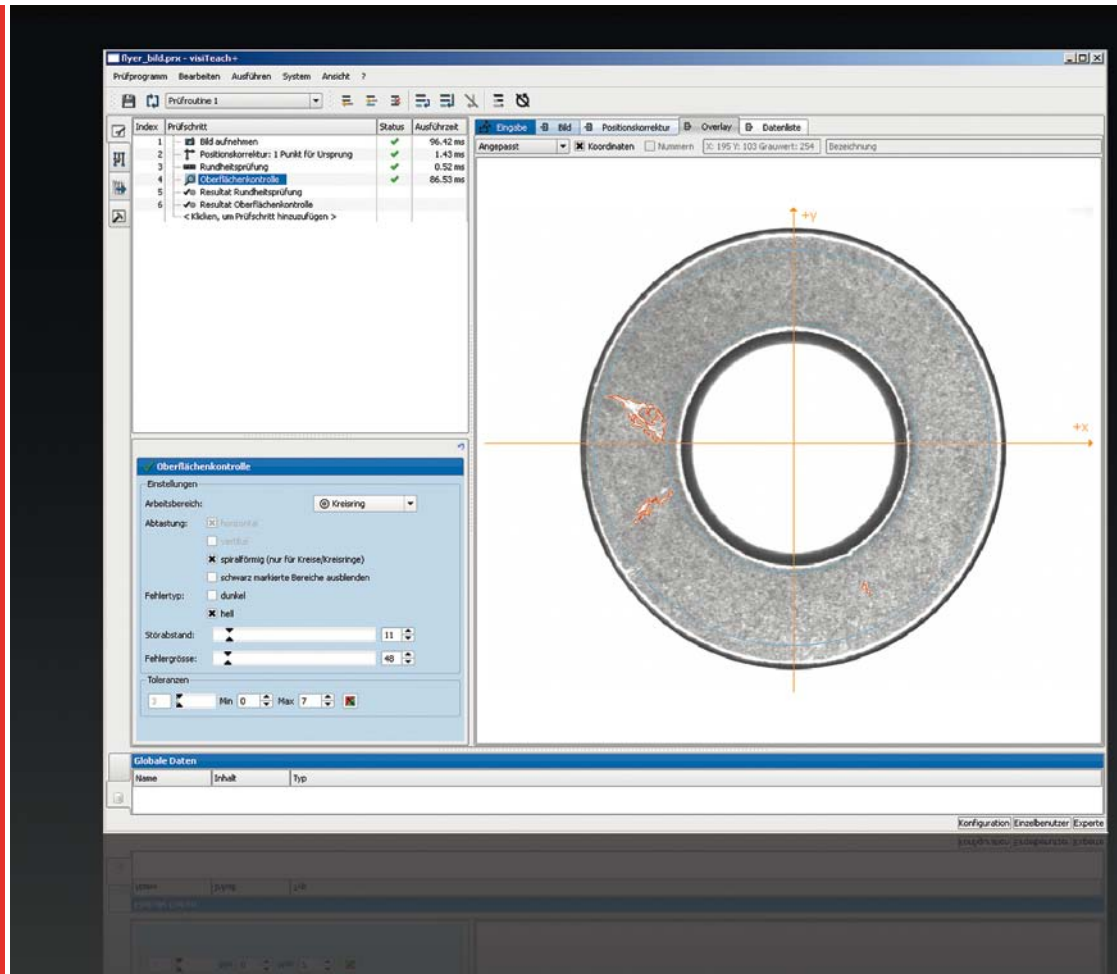 flyer_bild.prx - visiTeach+
Prüfprogramm Bearbeiten Ausführen System Ansicht ?
Prüfroutine 1
Index Prüfschritt Status Ausführzeit
1 Bild aufnehmen 96.42 ms
2 Positionskorrektur: 1 Punkt für Ursprung 1.43 ms
3 Rundheitsprüfung 0.52 ms
4 Oberflächenkontrolle 86.53 ms
5 Resultat Rundheitsprüfung
6 Resultat Oberflächenkontrolle
< Klicken, um Prüfschritt hinzuzufügen >
Eingabe Bild Positionskorrektur Overlay Datenliste
Angepasst Koordinaten Nummern X: 195 Y: 103 Grauwert: 254 Bezeichnung
+y
+x
Oberflächenkontrolle
Einstellungen
Arbeitsbereich: Kreisring
Abtastung: horizontal
vertikal
spiralförmig (nur für Kreise/Kreisringe)
schwarz markierte Bereiche ausblenden
Fehlertyp: dunkel
hell
Störabstand: 11
Fehlergrösse: 48
Toleranzen
3 Min 0 Max 7
Globale Daten
Name Inhalt Typ
Konfiguration Einzelbenutzer Experte